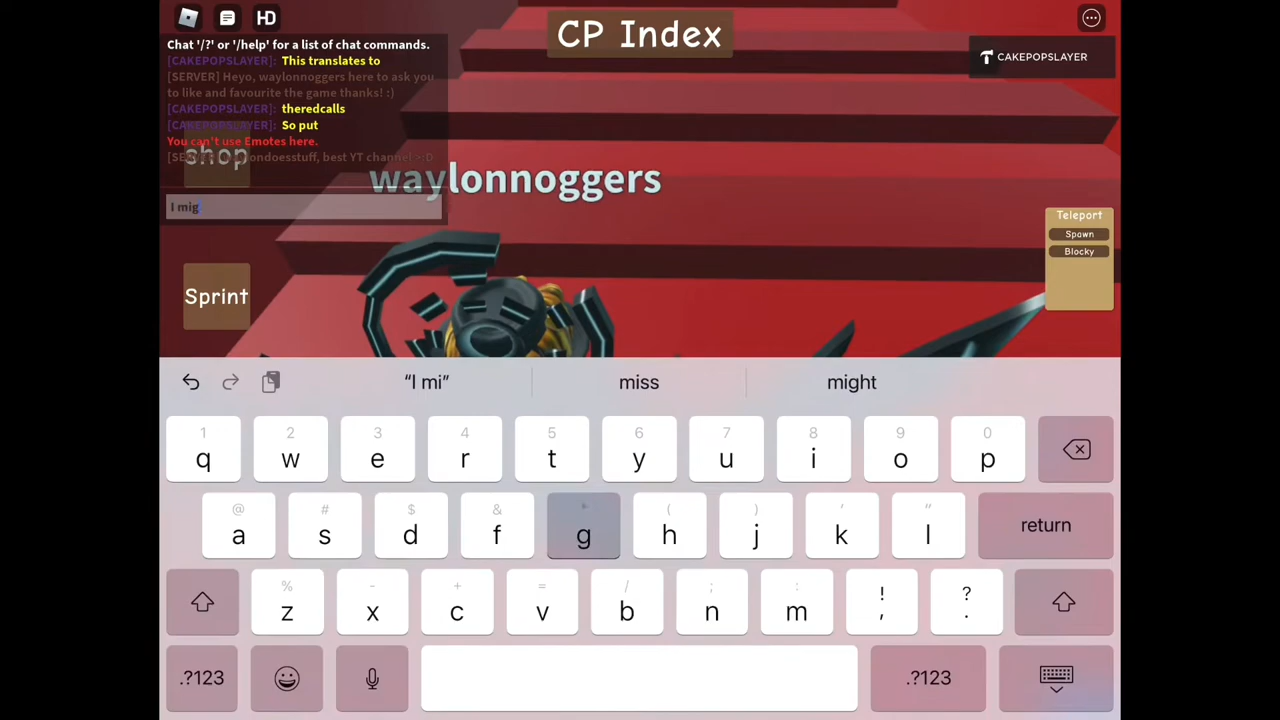 HD
CP Index
Chat '/?' or '/help' for a list of chat commands.
[CAKEPOPSLAYER]: This translates to
[SERVER] Heyo, waylonnoggers here to ask you
to like and favourite the game thanks! :)
[CAKEPOPSLAYER]: theredcalls
[CAKEPOPSLAYER]: So put
You can't use Emotes here.
londoesstuff, best YT channel >:D
shop
I mig
waylonnoggers
CAKEPOPSLAYER
Teleport
Spawn
Blocky
Sprint
“I mi” miss might
1 2 3 4 5 6 7 8 9 0
q w e r t y u i o p
@ # $ & * ( ) ' "
a s d f g h j k l return
% - + = / ; : ! ?
z x c v b n m , .
.?123 .?123